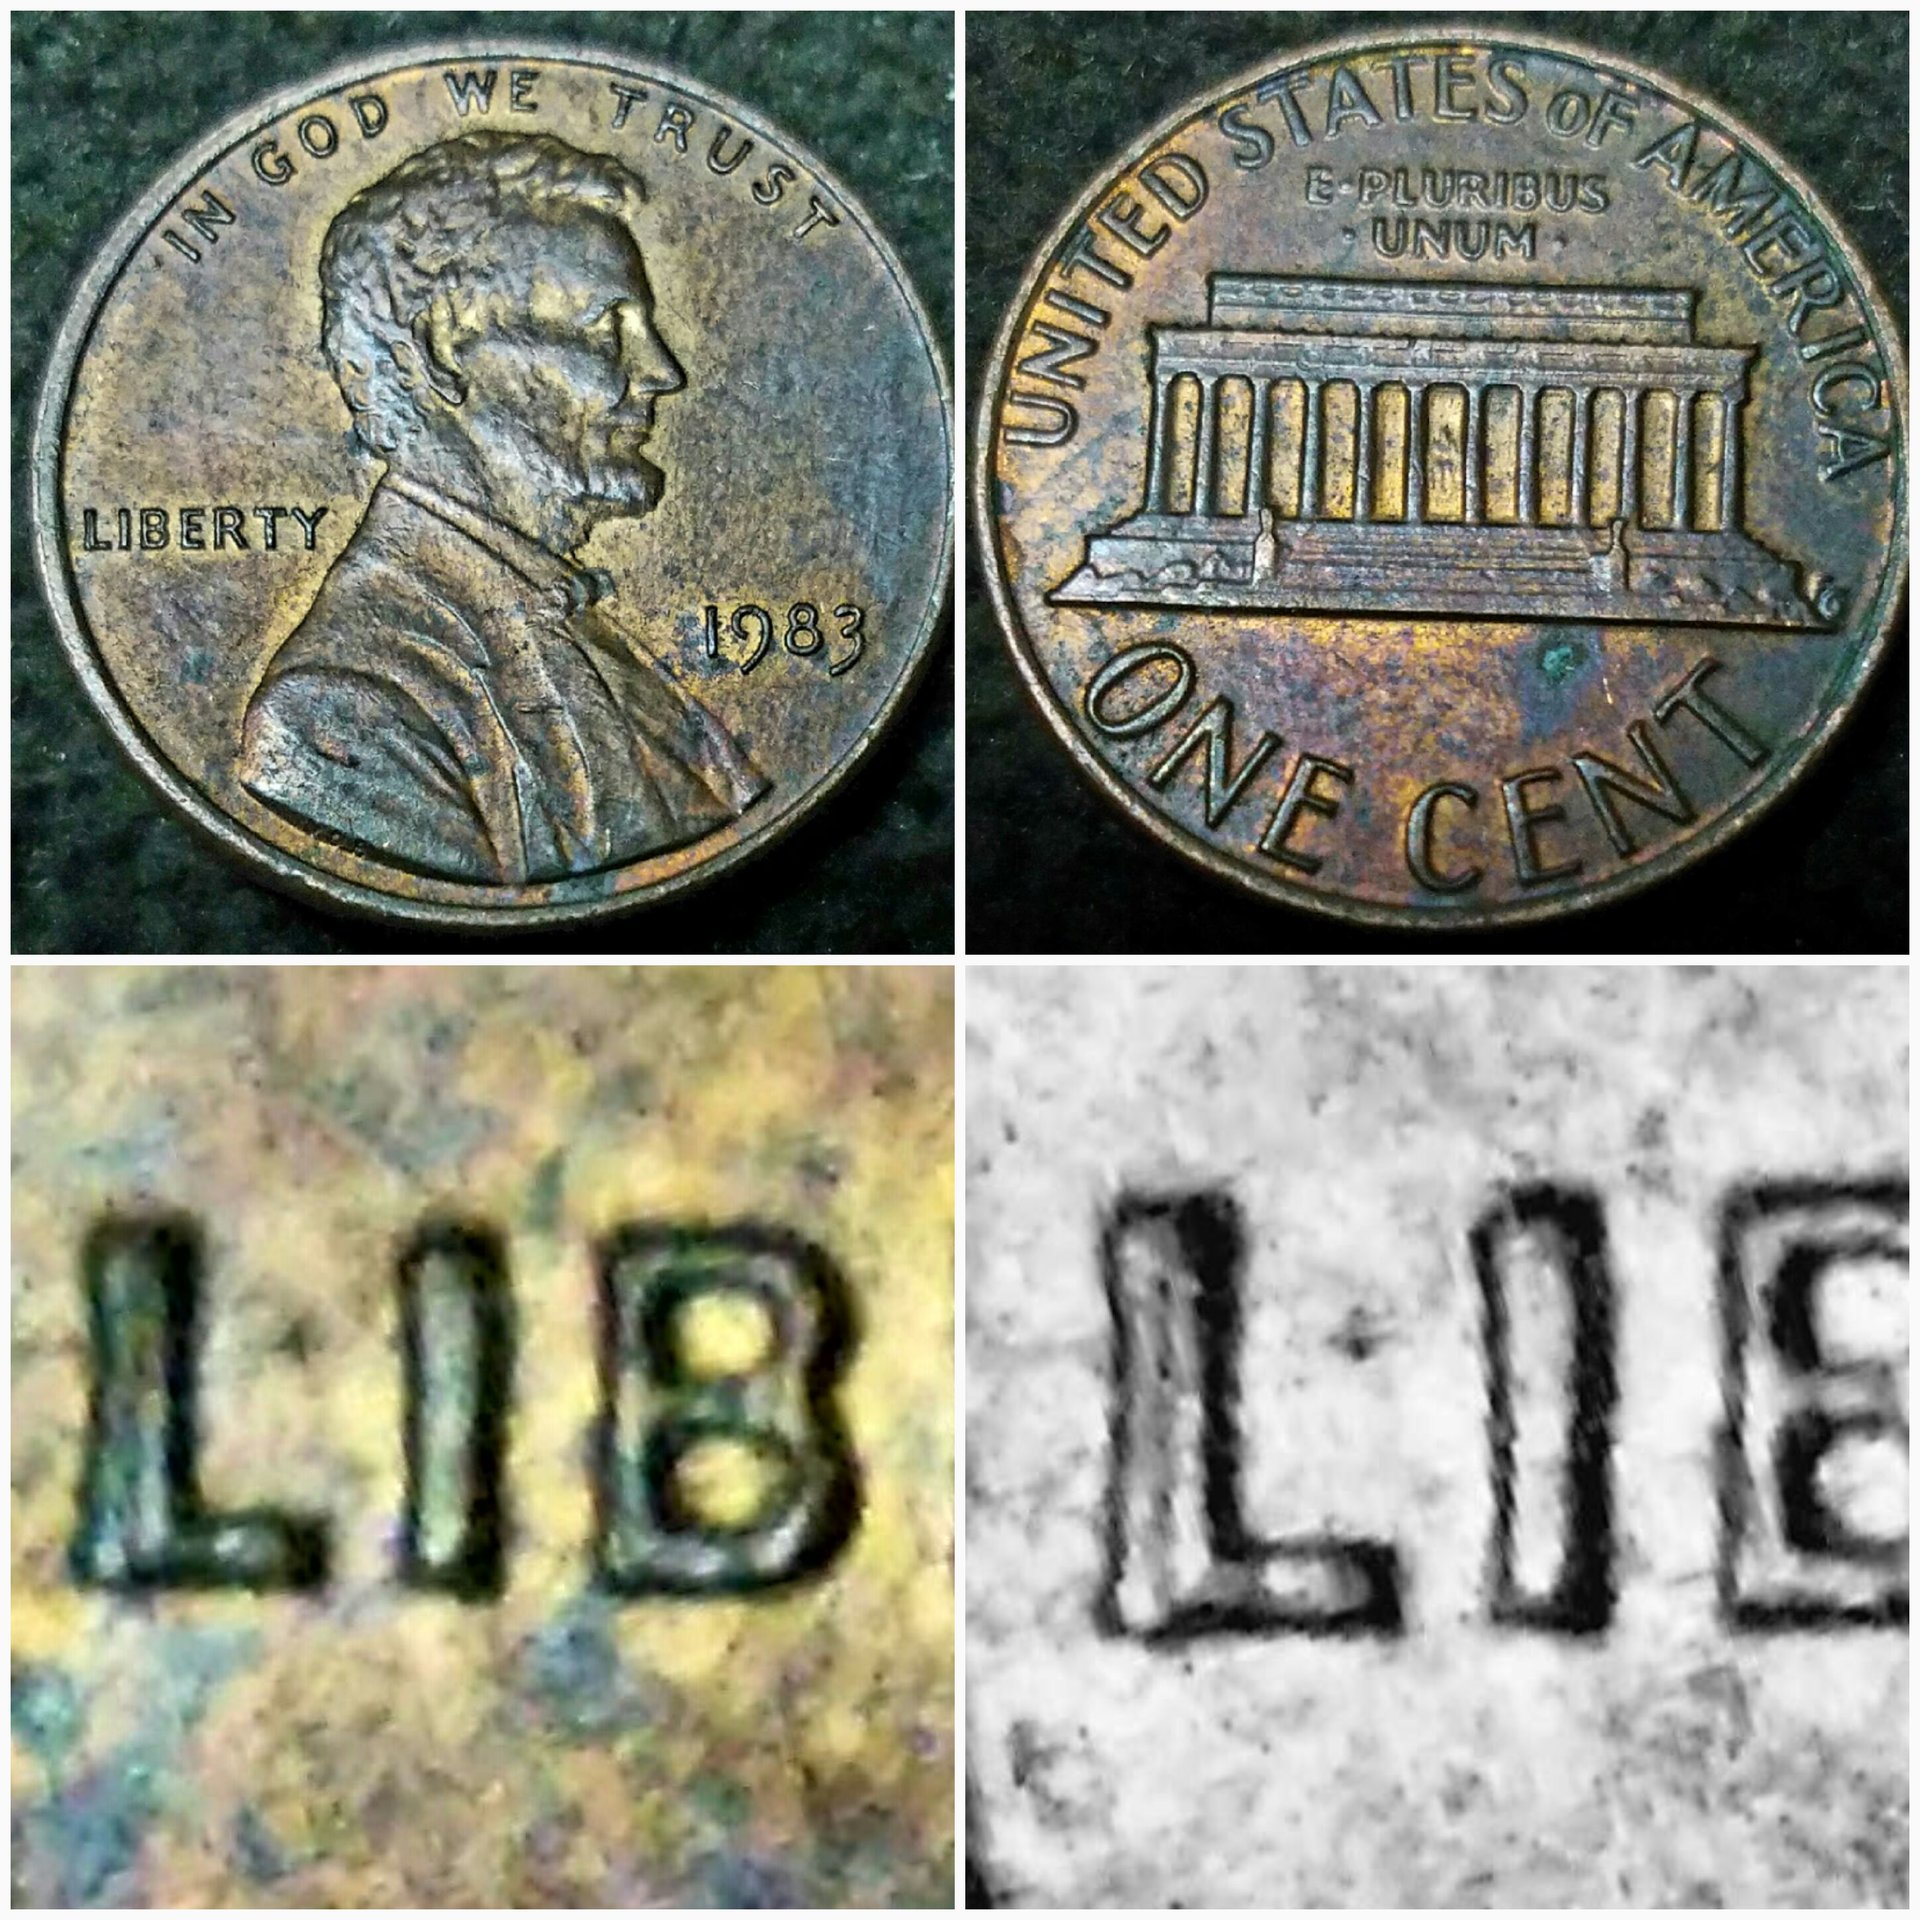 IN GOD WE TRUST
LIBERTY
1983
UNITED STATES OF AMERICA
E·PLURIBUS
·UNUM·
ONE CENT
LIB
LIB